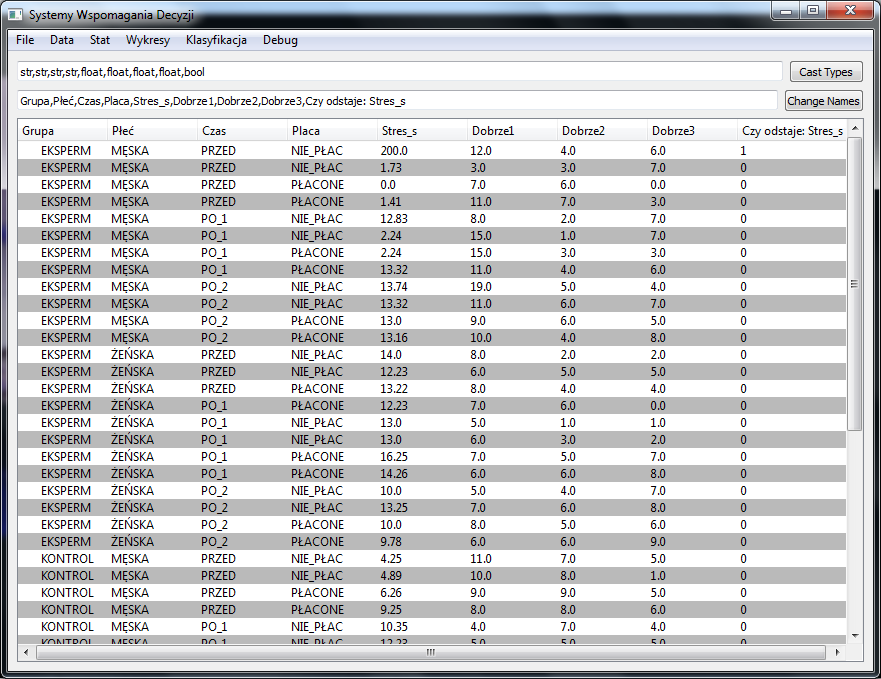 Systemy Wspomagania Decyzji
File Data Stat Wykresy Klasyfikacja Debug
str,str,str,str,float,float,float,float,bool Cast Types
Grupa,Płeć,Czas,Placa,Stres_s,Dobrze1,Dobrze2,Dobrze3,Czy odstaje: Stres_s Change Names
Grupa Płeć Czas Placa Stres_s Dobrze1 Dobrze2 Dobrze3 Czy odstaje: Stres_s
EKSPERM MĘSKA PRZED NIE_PŁAC 200.0 12.0 4.0 6.0 1
EKSPERM MĘSKA PRZED NIE_PŁAC 1.73 3.0 3.0 7.0 0
EKSPERM MĘSKA PRZED PŁACONE 0.0 7.0 6.0 0.0 0
EKSPERM MĘSKA PRZED PŁACONE 1.41 11.0 7.0 3.0 0
EKSPERM MĘSKA PO_1 NIE_PŁAC 12.83 8.0 2.0 7.0 0
EKSPERM MĘSKA PO_1 NIE_PŁAC 2.24 15.0 1.0 7.0 0
EKSPERM MĘSKA PO_1 PŁACONE 2.24 15.0 3.0 3.0 0
EKSPERM MĘSKA PO_1 PŁACONE 13.32 11.0 4.0 6.0 0
EKSPERM MĘSKA PO_2 NIE_PŁAC 13.74 19.0 5.0 4.0 0
EKSPERM MĘSKA PO_2 NIE_PŁAC 13.32 11.0 6.0 7.0 0
EKSPERM MĘSKA PO_2 PŁACONE 13.0 9.0 6.0 5.0 0
EKSPERM MĘSKA PO_2 PŁACONE 13.16 10.0 4.0 8.0 0
EKSPERM ŻEŃSKA PRZED NIE_PŁAC 14.0 8.0 2.0 2.0 0
EKSPERM ŻEŃSKA PRZED NIE_PŁAC 12.23 6.0 5.0 5.0 0
EKSPERM ŻEŃSKA PRZED PŁACONE 13.22 8.0 4.0 4.0 0
EKSPERM ŻEŃSKA PO_1 PŁACONE 12.23 7.0 6.0 0.0 0
EKSPERM ŻEŃSKA PO_1 NIE_PŁAC 13.0 5.0 1.0 1.0 0
EKSPERM ŻEŃSKA PO_1 NIE_PŁAC 13.0 6.0 3.0 2.0 0
EKSPERM ŻEŃSKA PO_1 PŁACONE 16.25 7.0 5.0 7.0 0
EKSPERM ŻEŃSKA PO_1 PŁACONE 14.26 6.0 6.0 8.0 0
EKSPERM ŻEŃSKA PO_2 NIE_PŁAC 10.0 5.0 4.0 7.0 0
EKSPERM ŻEŃSKA PO_2 NIE_PŁAC 13.25 7.0 6.0 8.0 0
EKSPERM ŻEŃSKA PO_2 PŁACONE 10.0 8.0 5.0 6.0 0
EKSPERM ŻEŃSKA PO_2 PŁACONE 9.78 6.0 6.0 9.0 0
KONTROL MĘSKA PRZED NIE_PŁAC 4.25 11.0 7.0 5.0 0
KONTROL MĘSKA PRZED NIE_PŁAC 4.89 10.0 8.0 1.0 0
KONTROL MĘSKA PRZED PŁACONE 6.26 9.0 9.0 5.0 0
KONTROL MĘSKA PRZED PŁACONE 9.25 8.0 8.0 6.0 0
KONTROL MĘSKA PO_1 NIE_PŁAC 10.35 4.0 7.0 4.0 0
KONTROL MĘSKA PO_1 NIE_PŁAC 12.23 5.0 6.0 5.0 0